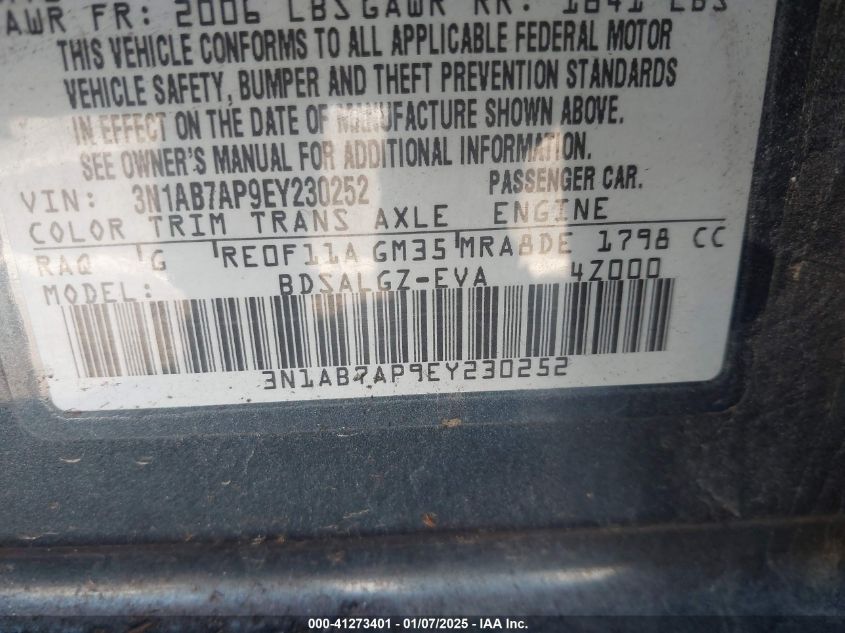 GAWR FR: 2006 LBS GAWR RR: 1841 LBS
THIS VEHICLE CONFORMS TO ALL APPLICABLE FEDERAL MOTOR
VEHICLE SAFETY, BUMPER AND THEFT PREVENTION STANDARDS
IN EFFECT ON THE DATE OF MANUFACTURE SHOWN ABOVE.
SEE OWNER'S MANUAL FOR ADDITIONAL INFORMATION.
VIN: 3N1AB7AP9EY230252 PASSENGER CAR.
COLOR TRIM TRANS AXLE ENGINE
RAQ 'G 'RE0F11A GM35 'MRA8DE 1798 CC
MODEL: BDSALGZ-EVA 4Z000
3N1AB7AP9EY230252
000-41273401 - 01/07/2025 - IAA Inc.